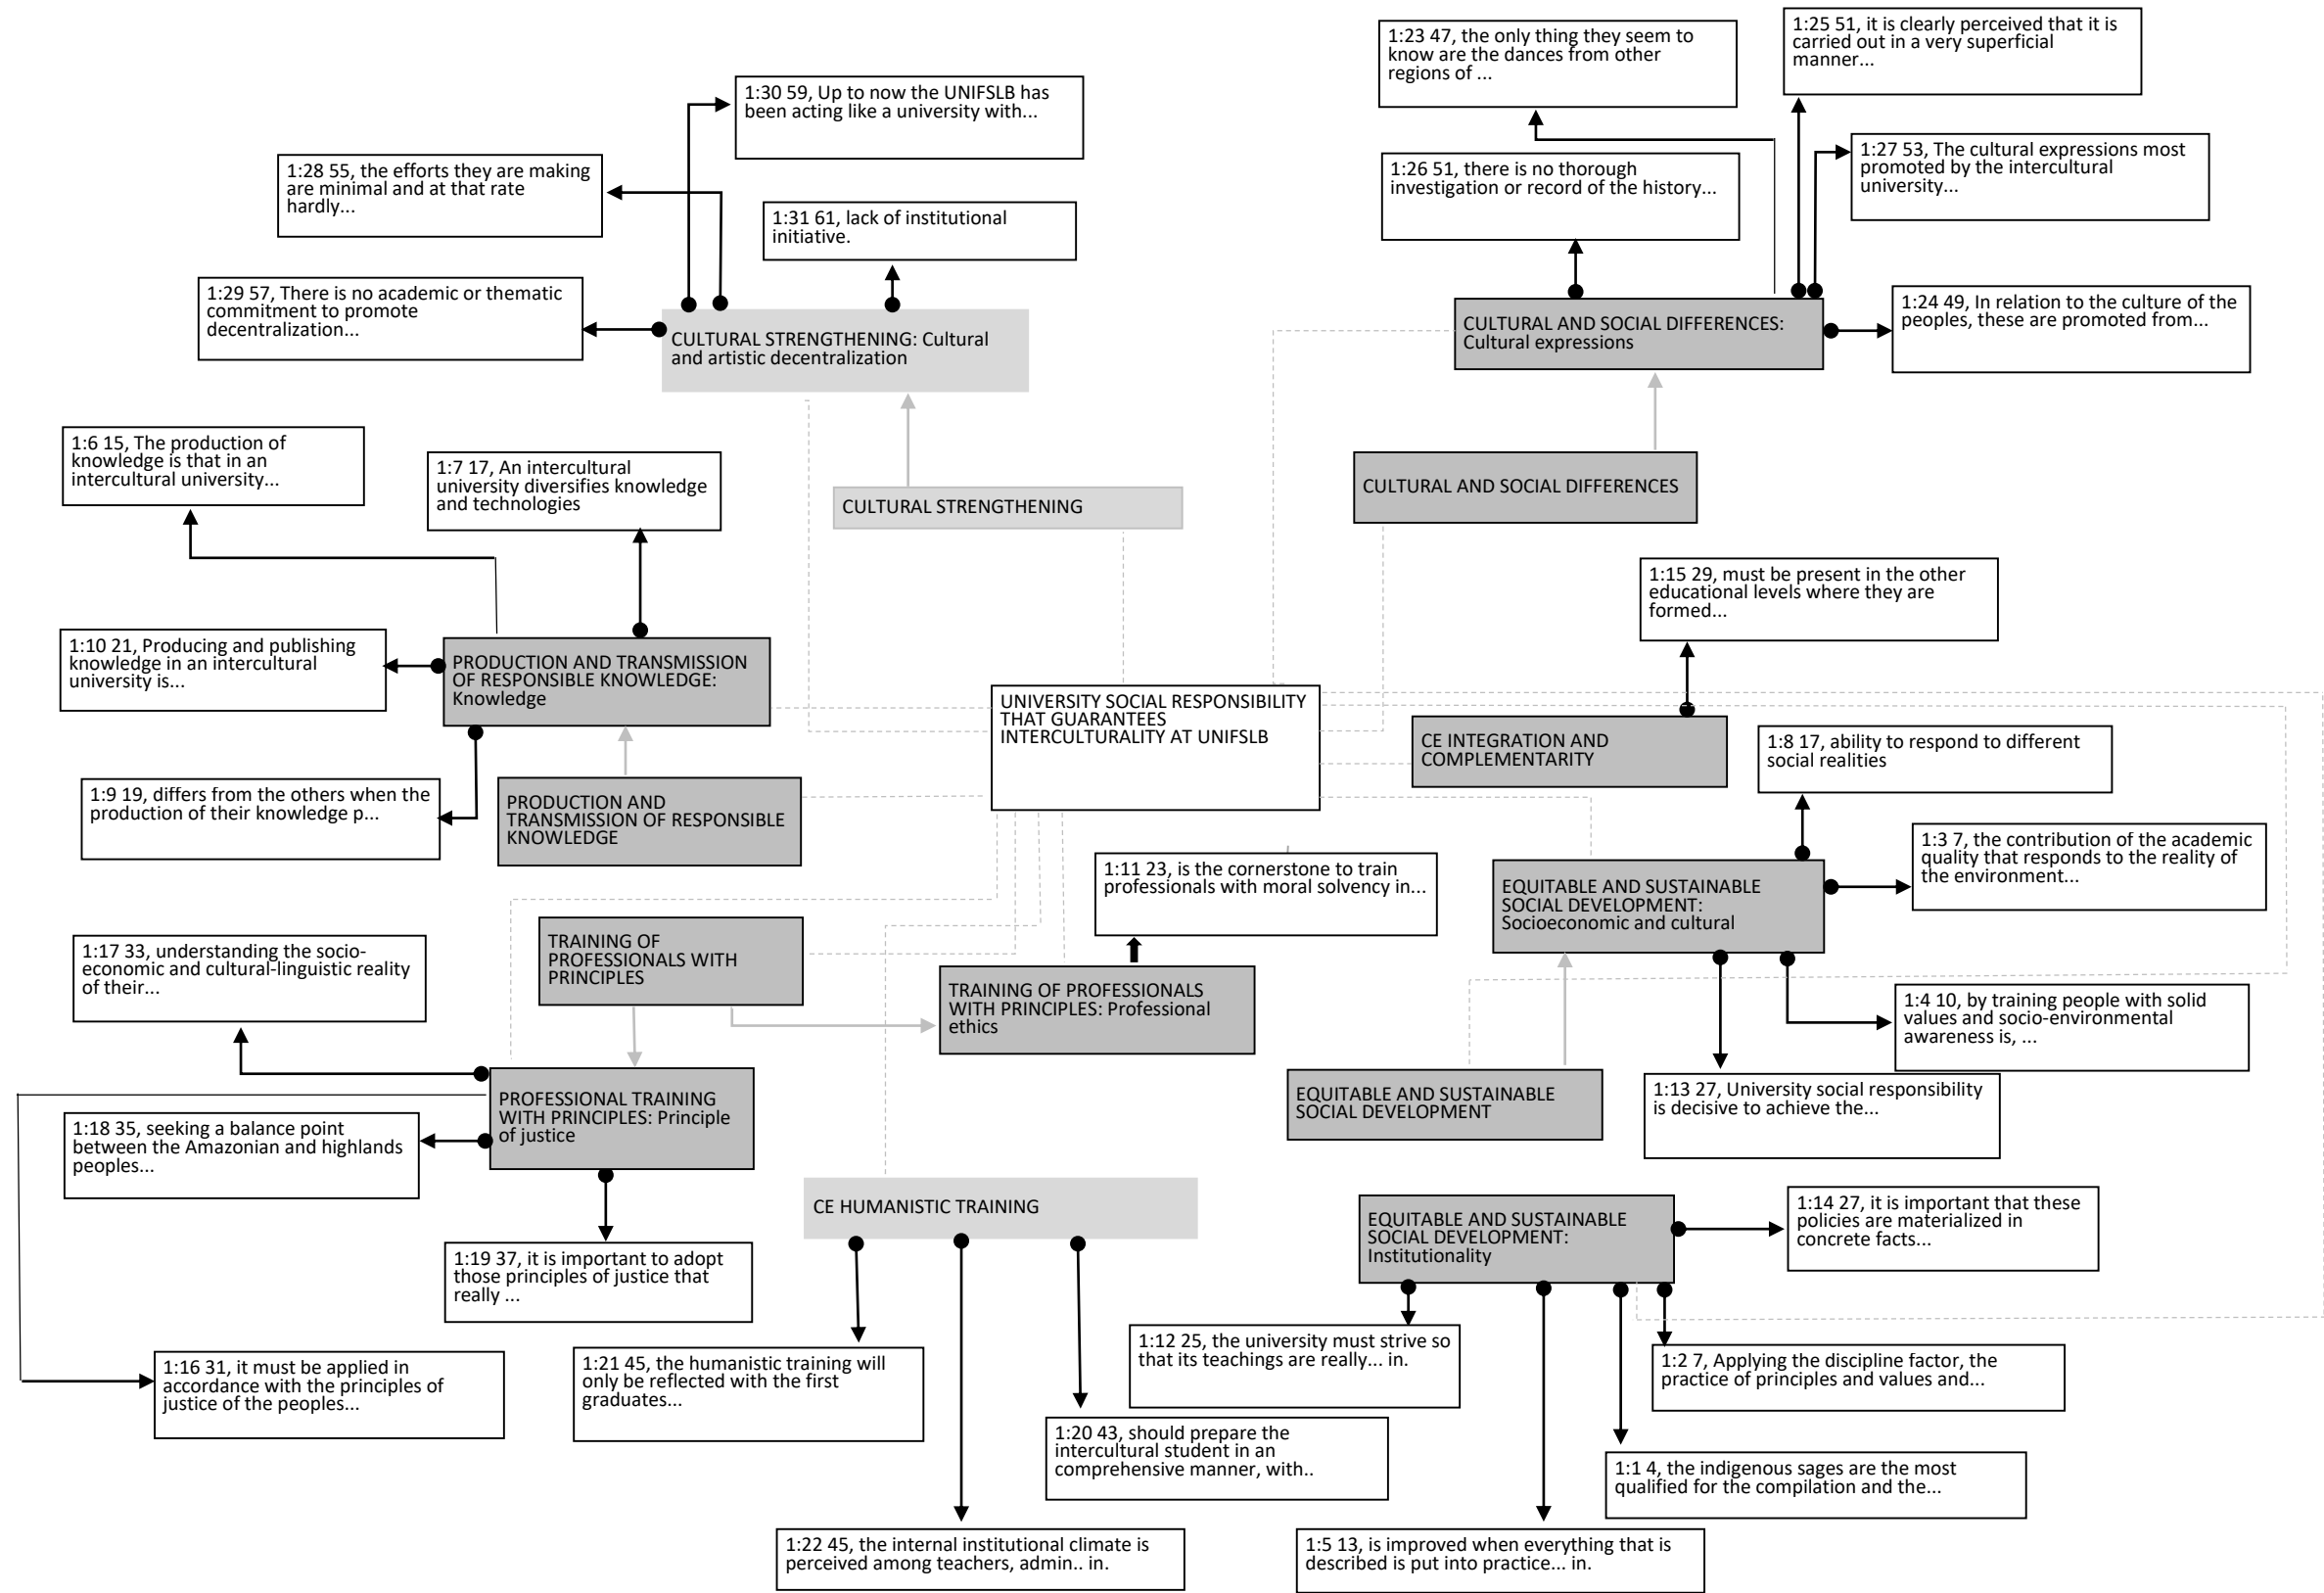 1:23 47, the only thing they seem to
know are the dances from other
regions of ...
1:25 51, it is clearly perceived that it is
carried out in a very superficial
manner...
1:30 59, Up to now the UNIFSLB has
been acting like a university with...
1:28 55, the efforts they are making
are minimal and at that rate
hardly...
1:26 51, there is no thorough
investigation or record of the history...
1:27 53, The cultural expressions most
promoted by the intercultural
university...
1:31 61, lack of institutional
initiative.
1:29 57, There is no academic or thematic
commitment to promote
decentralization...
CULTURAL STRENGTHENING: Cultural
and artistic decentralization
CULTURAL AND SOCIAL DIFFERENCES:
Cultural expressions
1:24 49, In relation to the culture of the
peoples, these are promoted from...
1:6 15, The production of
knowledge is that in an
intercultural university...
1:7 17, An intercultural
university diversifies knowledge
and technologies
CULTURAL STRENGTHENING
CULTURAL AND SOCIAL DIFFERENCES
1:15 29, must be present in the other
educational levels where they are
formed...
1:10 21, Producing and publishing
knowledge in an intercultural
university is...
PRODUCTION AND TRANSMISSION
OF RESPONSIBLE KNOWLEDGE:
Knowledge
UNIVERSITY SOCIAL RESPONSIBILITY
THAT GUARANTEES
INTERCULTURALITY AT UNIFSLB
CE INTEGRATION AND
COMPLEMENTARITY
1:8 17, ability to respond to different
social realities
1:9 19, differs from the others when the
production of their knowledge p...
PRODUCTION AND
TRANSMISSION OF RESPONSIBLE
KNOWLEDGE
1:11 23, is the cornerstone to train
professionals with moral solvency in...
EQUITABLE AND SUSTAINABLE
SOCIAL DEVELOPMENT:
Socioeconomic and cultural
1:3 7, the contribution of the academic
quality that responds to the reality of
the environment...
1:17 33, understanding the socio-
economic and cultural-linguistic reality
of their...
TRAINING OF
PROFESSIONALS WITH
PRINCIPLES
TRAINING OF PROFESSIONALS
WITH PRINCIPLES: Professional
ethics
1:4 10, by training people with solid
values and socio-environmental
awareness is, ...
EQUITABLE AND SUSTAINABLE
SOCIAL DEVELOPMENT
1:13 27, University social responsibility
is decisive to achieve the...
PROFESSIONAL TRAINING
WITH PRINCIPLES: Principle
of justice
1:18 35, seeking a balance point
between the Amazonian and highlands
peoples...
CE HUMANISTIC TRAINING
EQUITABLE AND SUSTAINABLE
SOCIAL DEVELOPMENT:
Institutionality
1:14 27, it is important that these
policies are materialized in
concrete facts...
1:19 37, it is important to adopt
those principles of justice that
really ...
1:16 31, it must be applied in
accordance with the principles of
justice of the peoples...
1:21 45, the humanistic training will
only be reflected with the first
graduates...
1:12 25, the university must strive so
that its teachings are really... in.
1:2 7, Applying the discipline factor, the
practice of principles and values and...
1:20 43, should prepare the
intercultural student in an
comprehensive manner, with..
1:1 4, the indigenous sages are the most
qualified for the compilation and the...
1:22 45, the internal institutional climate is
perceived among teachers, admin.. in.
1:5 13, is improved when everything that is
described is put into practice... in.